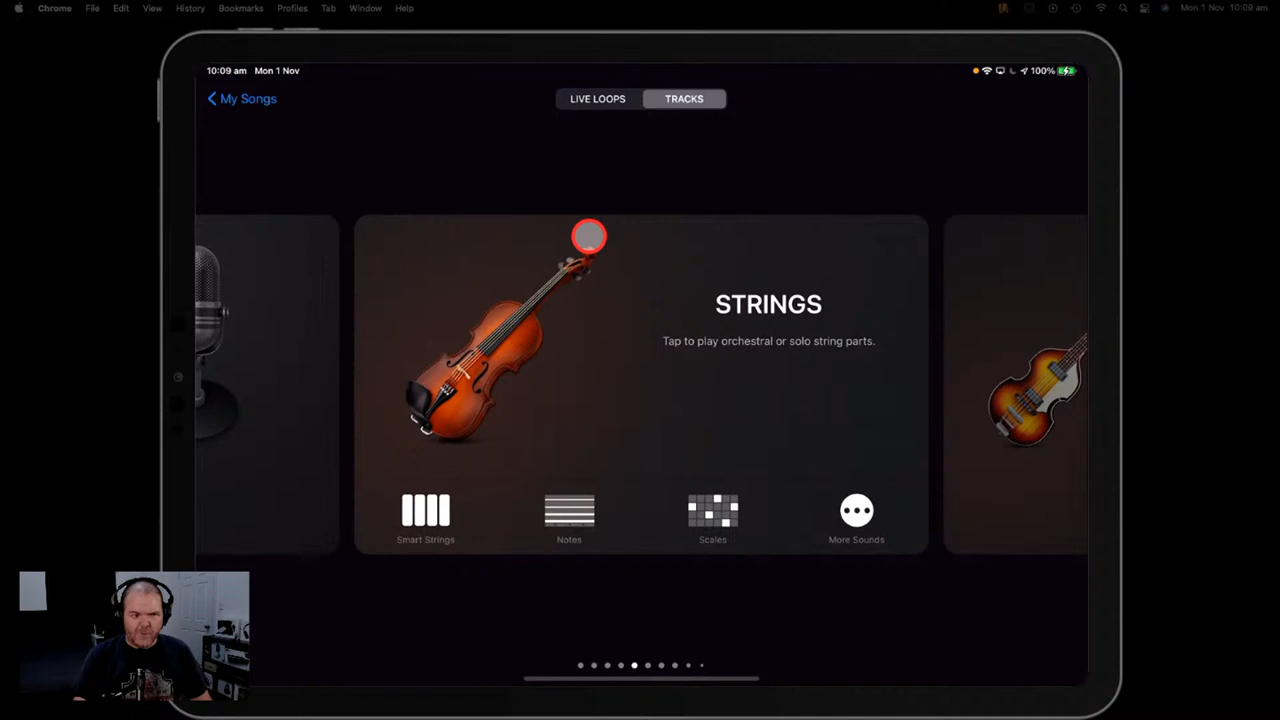 Chrome File Edit View History Bookmarks Profiles Tab Window Help Mon 1 Nov 10:09 am
10:09 am Mon 1 Nov 100%
My Songs LIVE LOOPS TRACKS
STRINGS
Tap to play orchestral or solo string parts.
Smart Strings Notes Scales More Sounds